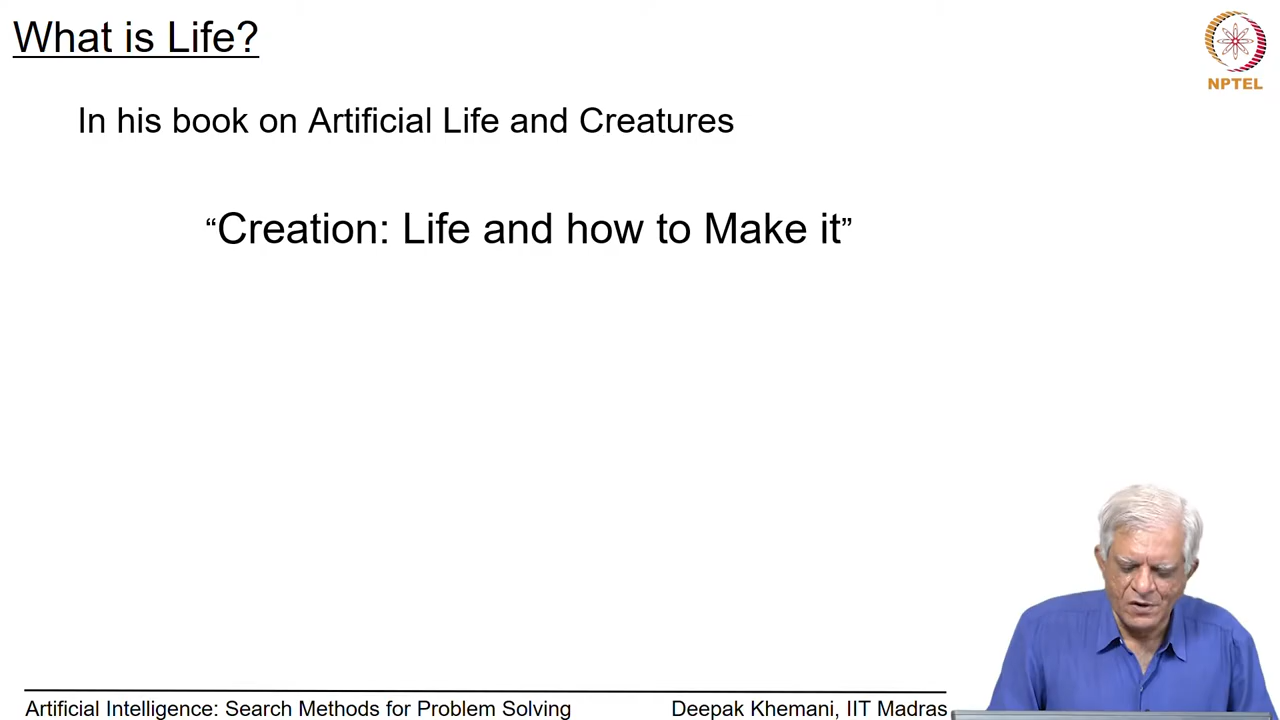 What is Life?
NPTEL
In his book on Artificial Life and Creatures
“Creation: Life and how to Make it”
Artificial Intelligence: Search Methods for Problem Solving
Deepak Khemani, IIT Madras